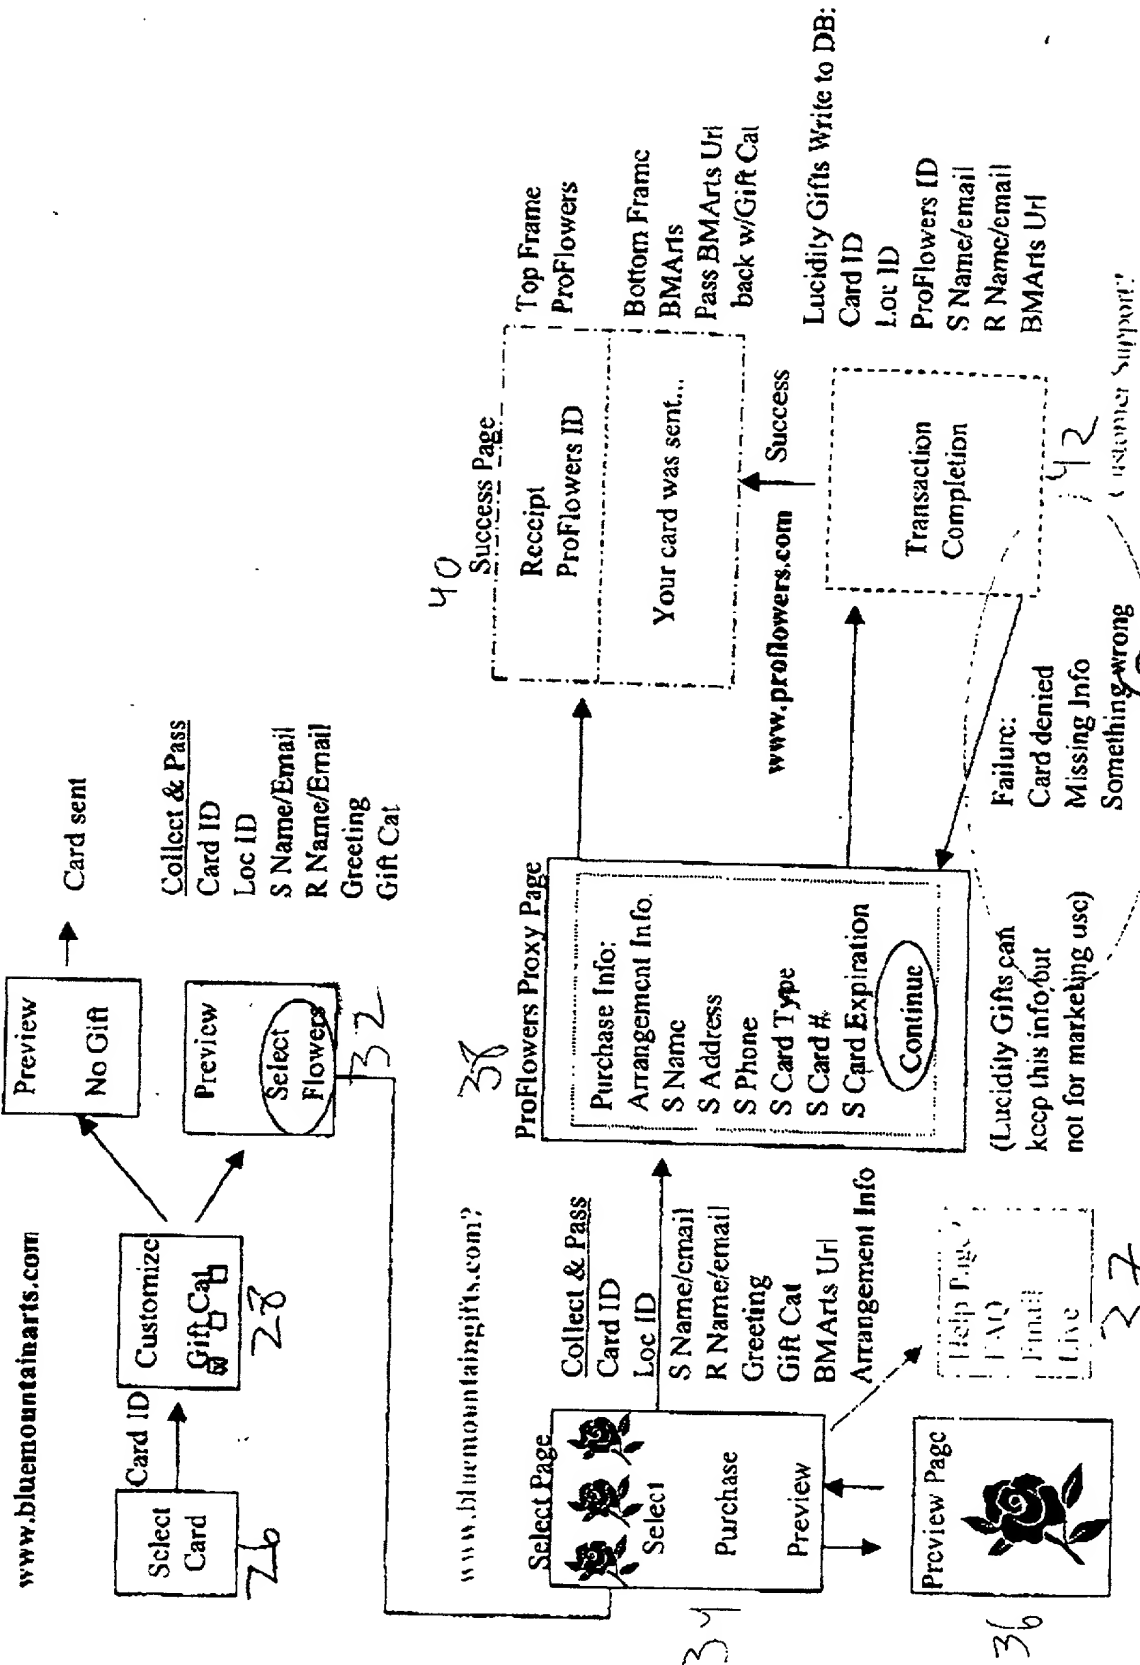 www.bluemountainarts.com
Select
Card
26
Card ID
Customize
Gift Cat
28
Preview
No Gift
Card sent
Preview
Select
Flowers
32
Collect & Pass
Card ID
Loc ID
S Name/Email
R Name/Email
Greeting
Gift Cat
www.bluemountaingifts.com?
Select Page
Select
Purchase
Preview
34
Preview Page
36
Collect & Pass
Card ID
Loc ID
S Name/email
R Name/email
Greeting
Gift Cat
BMArts Url
Arrangement Info
Help Page?
FAQ
Email
Live
37
38
ProFlowers Proxy Page
Purchase Info:
Arrangement Info.
S Name
S Address
S Phone
S Card Type
S Card #
S Card Expiration
Continue
(Lucidity Gifts can
keep this info but
not for marketing use)
40
Success Page
Receipt
ProFlowers ID
Your card was sent...
Top Frame
ProFlowers
Bottom Frame
BMArts
Pass BMArts Url
back w/Gift Cat
www.proflowers.com
Success
Transaction
Completion
42
Lucidity Gifts Write to DB:
Card ID
Loc ID
ProFlowers ID
S Name/email
R Name/email
BMArts Url
Failure:
Card denied
Missing Info
Something wrong
Customer Support?